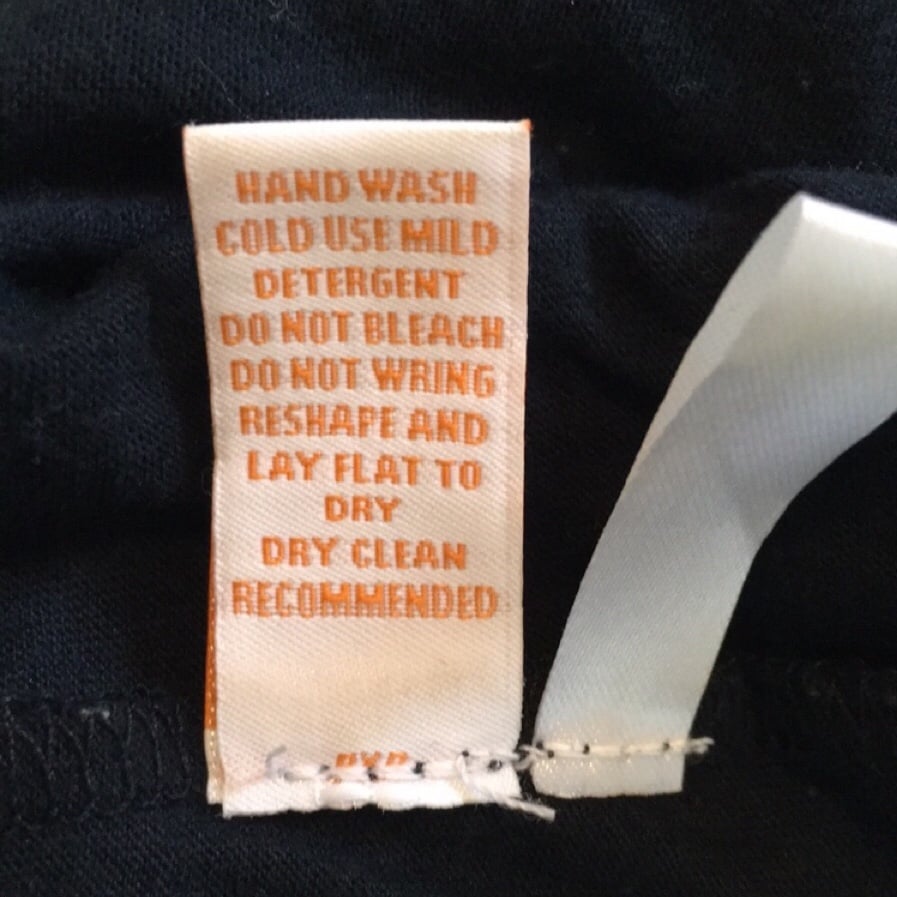 HAND WASH
COLD USE MILD
DETERGENT
DO NOT BLEACH
DO NOT WRING
RESHAPE AND
LAY FLAT TO
DRY
DRY CLEAN
RECOMMENDED